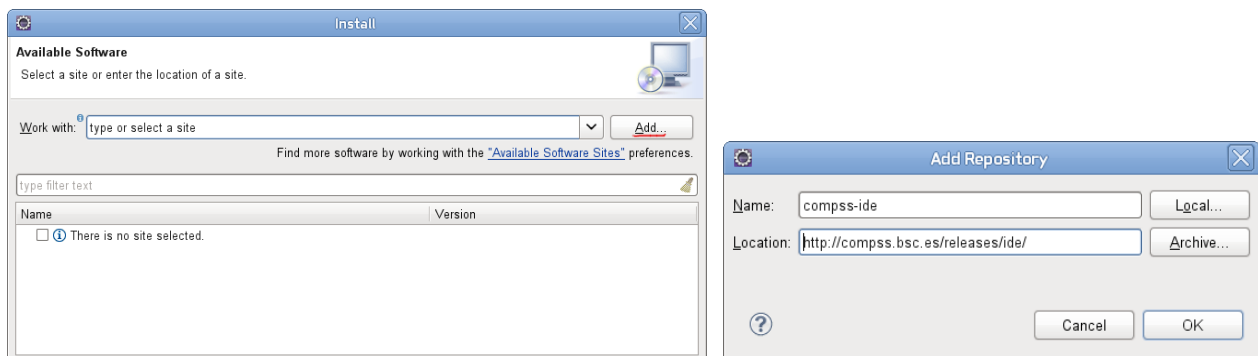 Install
Available Software
Select a site or enter the location of a site.
Work with: type or select a site Add...
Find more software by working with the "Available Software Sites" preferences.
type filter text
Name Version
There is no site selected.
Add Repository
Name: compss-ide Local...
Location: http://compss.bsc.es/releases/ide/ Archive...
Cancel OK